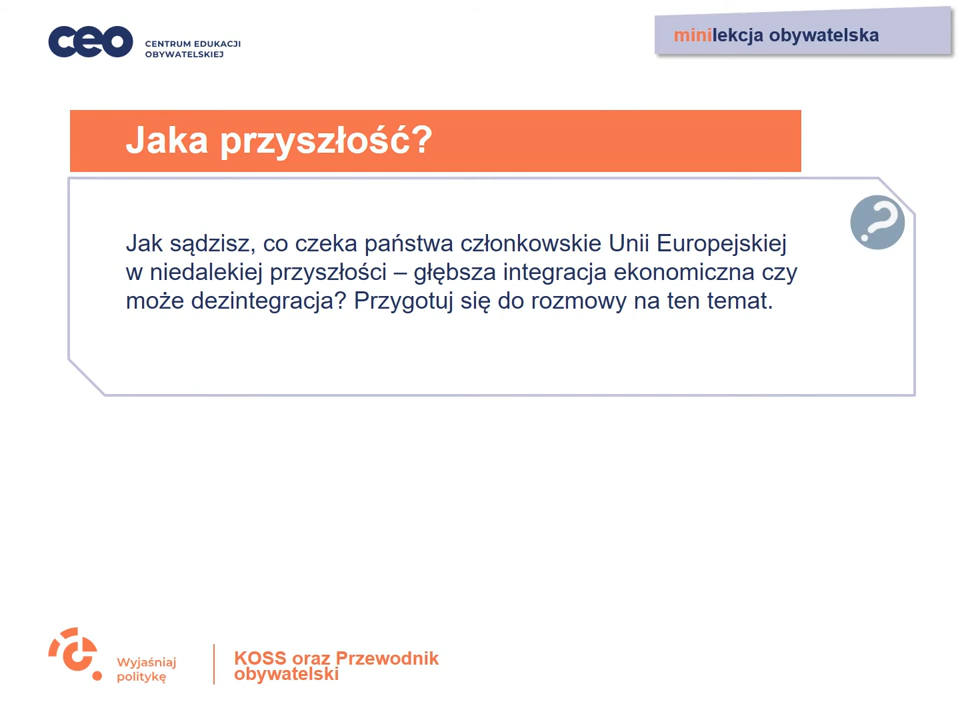 ceo
CENTRUM EDUKACJI
OBYWATELSKIEJ
minilekcja obywatelska
Jaka przyszłość?
?
Jak sądzisz, co czeka państwa członkowskie Unii Europejskiej
w niedalekiej przyszłości – głębsza integracja ekonomiczna czy
może dezintegracja? Przygotuj się do rozmowy na ten temat.
Wyjaśniaj
politykę
KOSS oraz Przewodnik
obywatelski